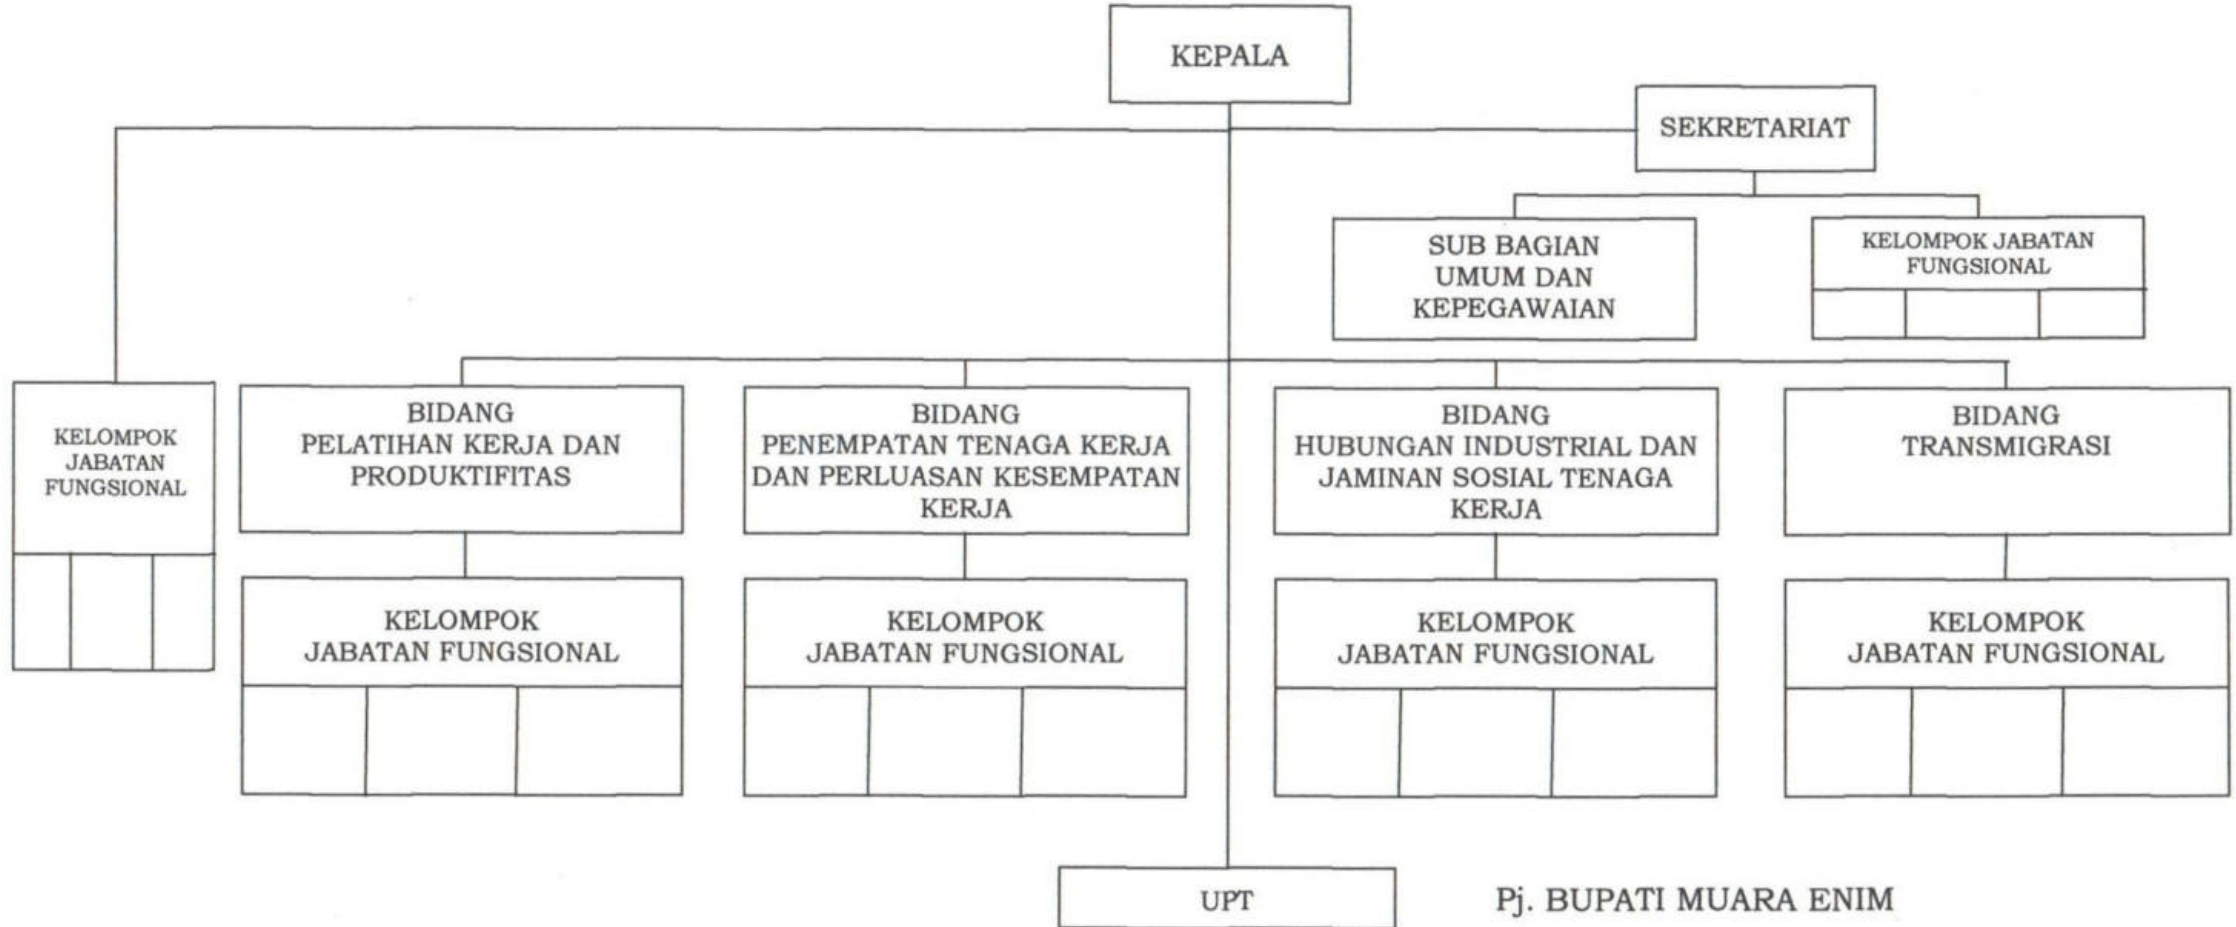 KEPALA
SEKRETARIAT
SUB BAGIAN
UMUM DAN
KEPEGAWAIAN
KELOMPOK JABATAN
FUNGSIONAL
KELOMPOK
JABATAN
FUNGSIONAL
BIDANG
PELATIHAN KERJA DAN
PRODUKTIFITAS
BIDANG
PENEMPATAN TENAGA KERJA
DAN PERLUASAN KESEMPATAN
KERJA
BIDANG
HUBUNGAN INDUSTRIAL DAN
JAMINAN SOSIAL TENAGA
KERJA
BIDANG
TRANSMIGRASI
KELOMPOK
JABATAN FUNGSIONAL
KELOMPOK
JABATAN FUNGSIONAL
KELOMPOK
JABATAN FUNGSIONAL
KELOMPOK
JABATAN FUNGSIONAL
UPT
Pj. BUPATI MUARA ENIM